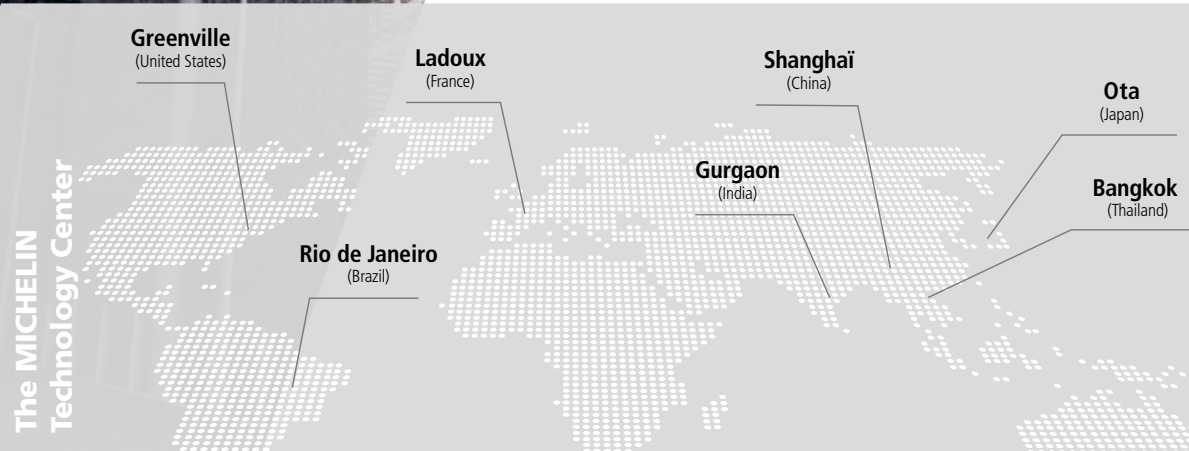 The MICHELIN
Technology Center
Greenville
(United States)
Ladoux
(France)
Shanghaï
(China)
Ota
(Japan)
Gurgaon
(India)
Bangkok
(Thailand)
Rio de Janeiro
(Brazil)